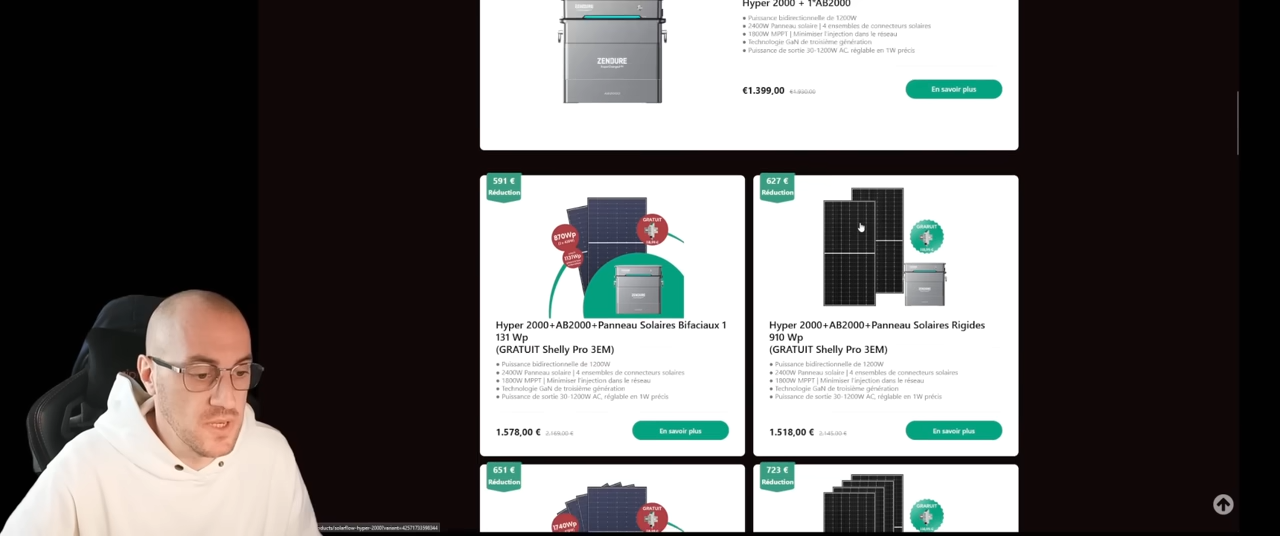 Hyper 2000 + 1*AB2000
● Puissance bidirectionnelle de 1200W
● 2400W Panneau solaire | 4 ensembles de connecteurs solaires
● 1800W MPPT | Minimiser l'injection dans le réseau
● Technologie GaN de troisième génération
● Puissance de sortie 30-1200W AC, réglable en 1W précis
ZENDURE
€1.399,00
En savoir plus
591 €
Réduction
870Wp
1131Wp
GRATUIT
Hyper 2000+AB2000+Panneau Solaires Bifaciaux 1
131 Wp
(GRATUIT Shelly Pro 3EM)
● Puissance bidirectionnelle de 1200W
● 2400W Panneau solaire | 4 ensembles de connecteurs solaires
● 1800W MPPT | Minimiser l'injection dans le réseau
● Technologie GaN de troisième génération
● Puissance de sortie 30-1200W AC, réglable en 1W précis
1.578,00 € 2.169,00 €
En savoir plus
627 €
Réduction
GRATUIT
Hyper 2000+AB2000+Panneau Solaires Rigides
910 Wp
(GRATUIT Shelly Pro 3EM)
● Puissance bidirectionnelle de 1200W
● 2400W Panneau solaire | 4 ensembles de connecteurs solaires
● 1800W MPPT | Minimiser l'injection dans le réseau
● Technologie GaN de troisième génération
● Puissance de sortie 30-1200W AC, réglable en 1W précis
1.518,00 € 2.145,00 €
En savoir plus
651 €
Réduction
1740Wp
GRATUIT
723 €
Réduction
GRATUIT